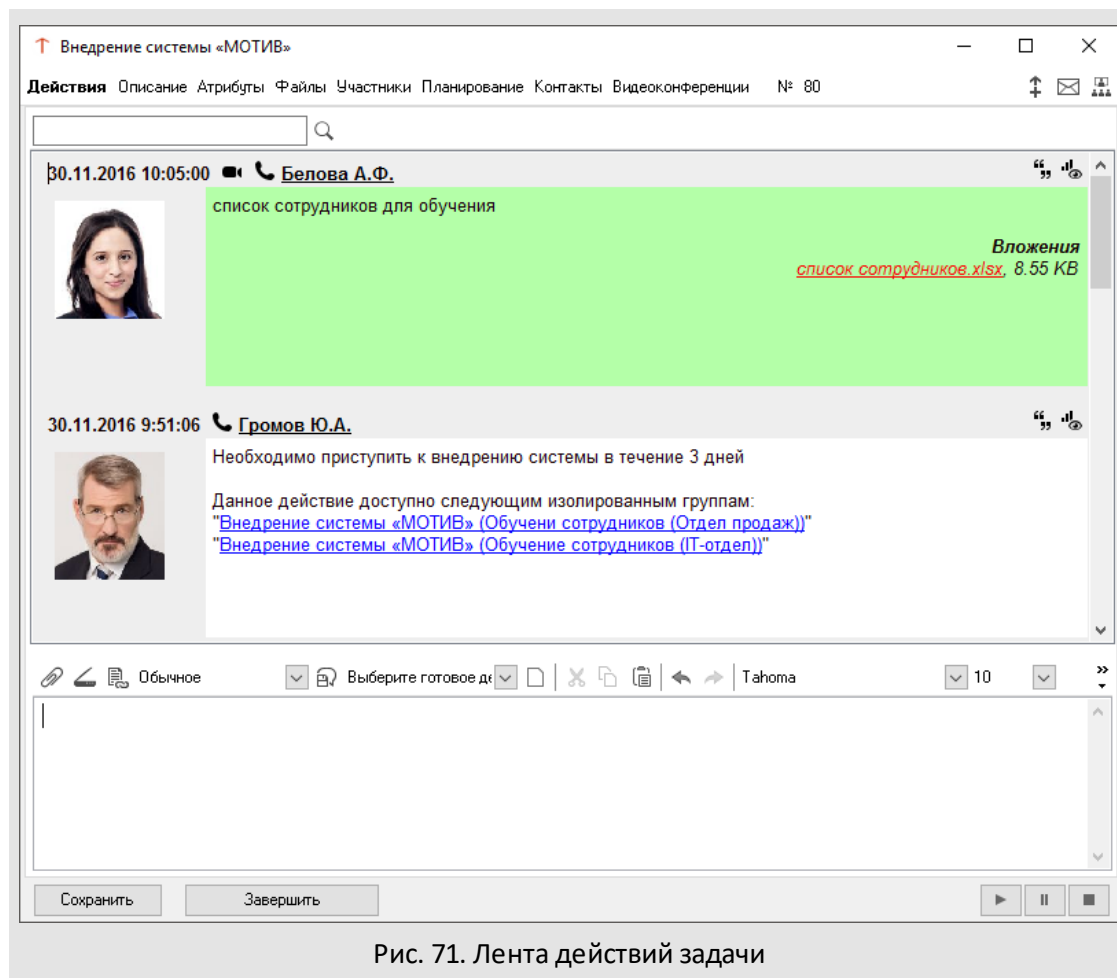 Внедрение системы «МОТИВ»
Действия Описание Атрибуты Файлы Участники Планирование Контакты Видеоконференции № 80
30.11.2016 10:05:00 Белова А.Ф.
список сотрудников для обучения
Вложения
список сотрудников.xlsx, 8.55 KB
30.11.2016 9:51:06 Громов Ю.А.
Необходимо приступить к внедрению системы в течение 3 дней
Данное действие доступно следующим изолированным группам:
"Внедрение системы «МОТИВ» (Обучени сотрудников (Отдел продаж))"
"Внедрение системы «МОТИВ» (Обучение сотрудников (IT-отдел))"
Обычное Выберите готовое де Tahoma 10
Сохранить Завершить
Рис. 71. Лента действий задачи